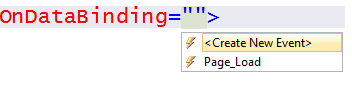 OnDataBinding="">
<Create New Event>
Page_Load